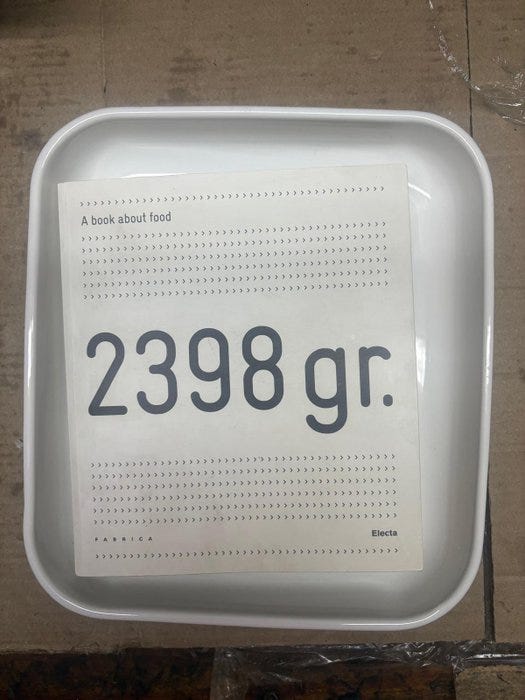 A book about food
2398 gr.
FABRICA
Electa